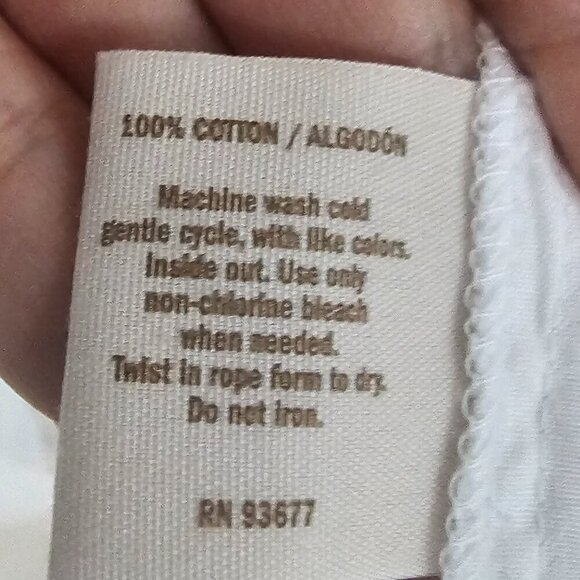 100% COTTON / ALGODÓN
Machine wash cold
gentle cycle, with like colors.
Inside out. Use only
non-chlorine bleach
when needed.
Twist in rope form to dry.
Do not iron.
RN 93677